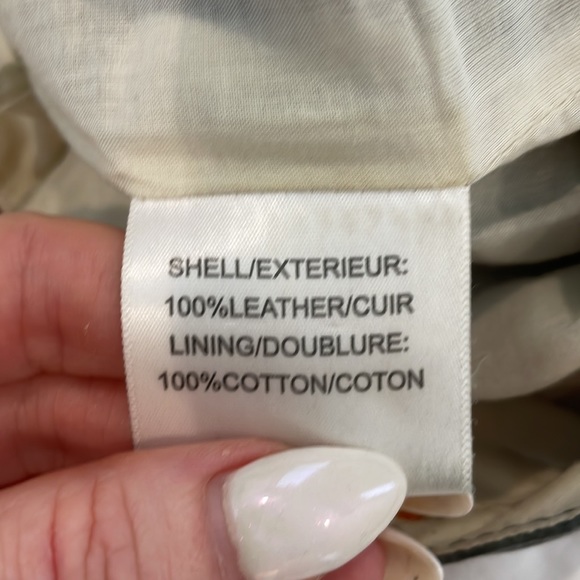 SHELL/EXTERIEUR:
100%LEATHER/CUIR
LINING/DOUBLURE:
100%COTTON/COTON